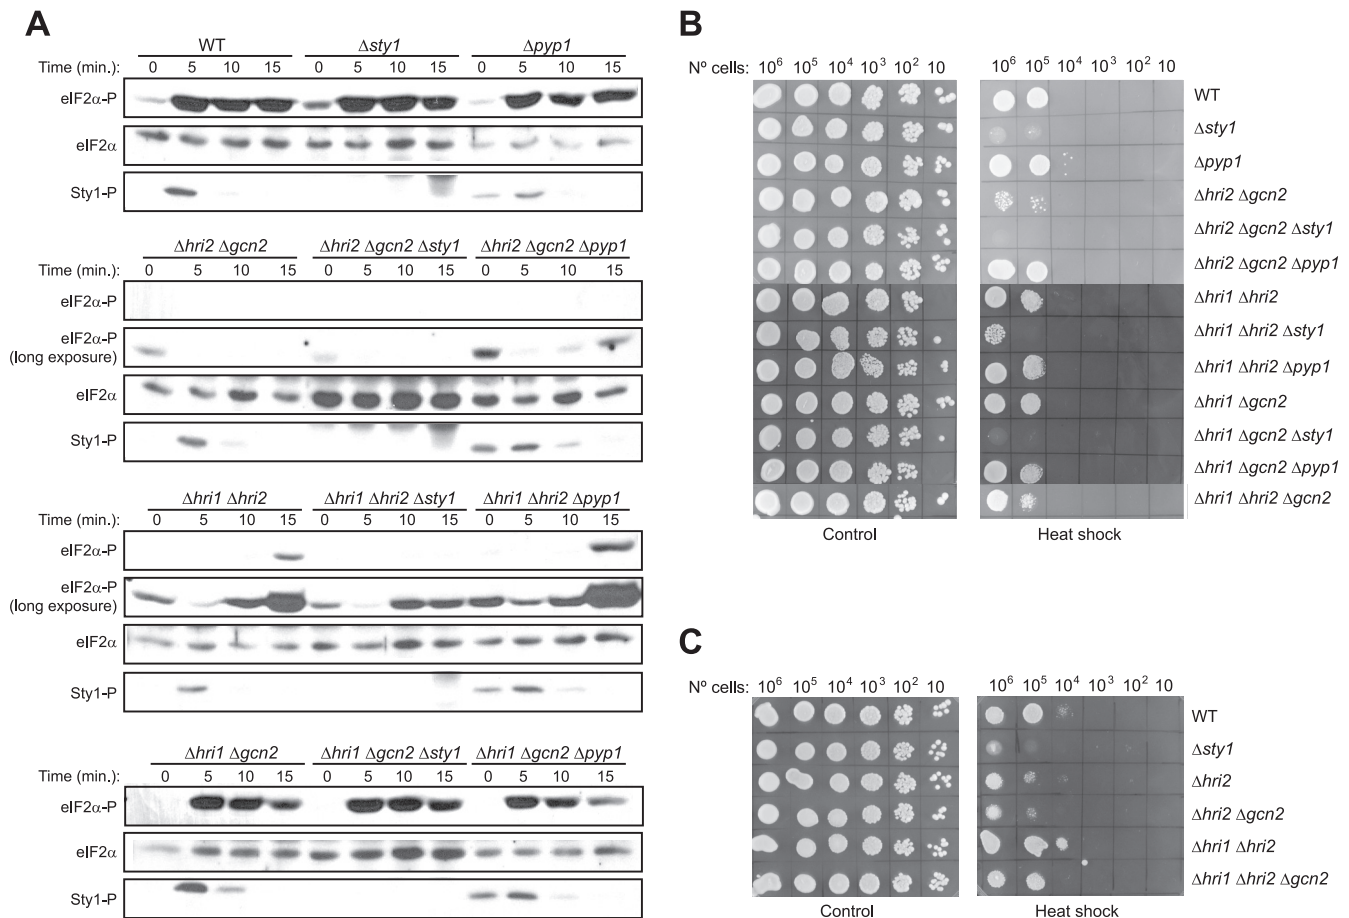 A
WT Δsty1 Δpyp1
Time (min.): 0 5 10 15 0 5 10 15 0 5 10 15
eIF2α-P
eIF2α
Sty1-P
Δhri2 Δgcn2 Δhri2 Δgcn2 Δsty1 Δhri2 Δgcn2 Δpyp1
Time (min.): 0 5 10 15 0 5 10 15 0 5 10 15
eIF2α-P
eIF2α-P
(long exposure)
eIF2α
Sty1-P
Δhri1 Δhri2 Δhri1 Δhri2 Δsty1 Δhri1 Δhri2 Δpyp1
Time (min.): 0 5 10 15 0 5 10 15 0 5 10 15
eIF2α-P
eIF2α-P
(long exposure)
eIF2α
Sty1-P
Δhri1 Δgcn2 Δhri1 Δgcn2 Δsty1 Δhri1 Δgcn2 Δpyp1
Time (min.): 0 5 10 15 0 5 10 15 0 5 10 15
eIF2α-P
eIF2α
Sty1-P
B
Nº cells: 10⁶ 10⁵ 10⁴ 10³ 10² 10 10⁶ 10⁵ 10⁴ 10³ 10² 10
WT
Δsty1
Δpyp1
Δhri2 Δgcn2
Δhri2 Δgcn2 Δsty1
Δhri2 Δgcn2 Δpyp1
Δhri1 Δhri2
Δhri1 Δhri2 Δsty1
Δhri1 Δhri2 Δpyp1
Δhri1 Δgcn2
Δhri1 Δgcn2 Δsty1
Δhri1 Δgcn2 Δpyp1
Δhri1 Δhri2 Δgcn2
Control Heat shock
C
Nº cells: 10⁶ 10⁵ 10⁴ 10³ 10² 10 10⁶ 10⁵ 10⁴ 10³ 10² 10
WT
Δsty1
Δhri2
Δhri2 Δgcn2
Δhri1 Δhri2
Δhri1 Δhri2 Δgcn2
Control Heat shock